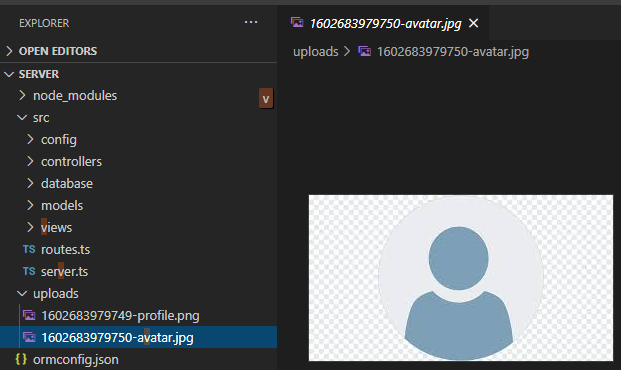 EXPLORER
1602683979750-avatar.jpg
OPEN EDITORS
uploads > 1602683979750-avatar.jpg
SERVER
node_modules
v
src
config
controllers
database
models
views
TS routes.ts
TS server.ts
uploads
1602683979749-profile.png
1602683979750-avatar.jpg
{} ormconfig.json